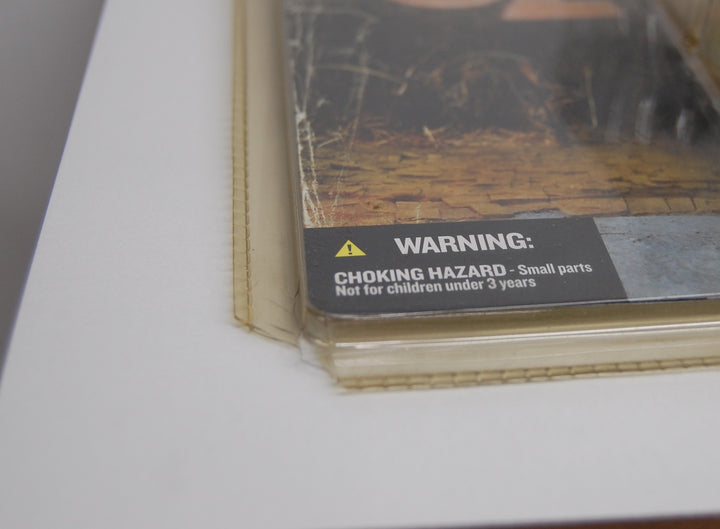 WARNING:
CHOKING HAZARD - Small parts
Not for children under 3 years